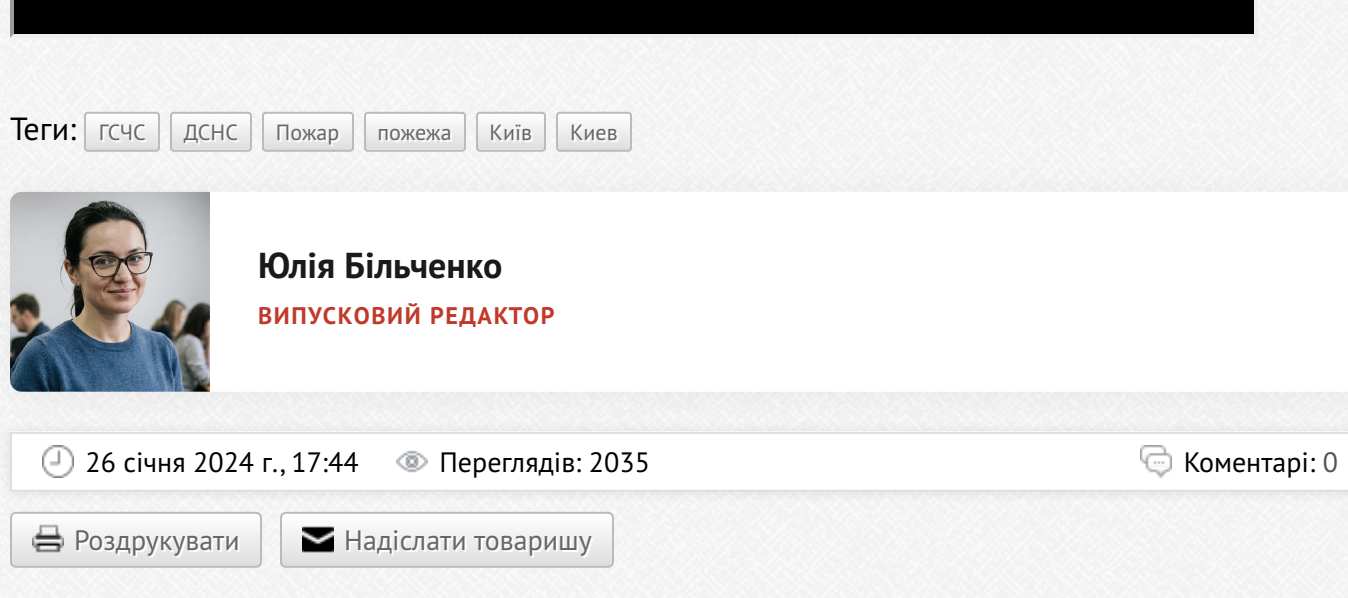 Теги: ГСЧС ДСНС Пожар пожежа Київ Киев
Юлія Більченко
ВИПУСКОВИЙ РЕДАКТОР
26 січня 2024 г., 17:44 Переглядів: 2035 Коментарі: 0
Роздрукувати Надіслати товаришу